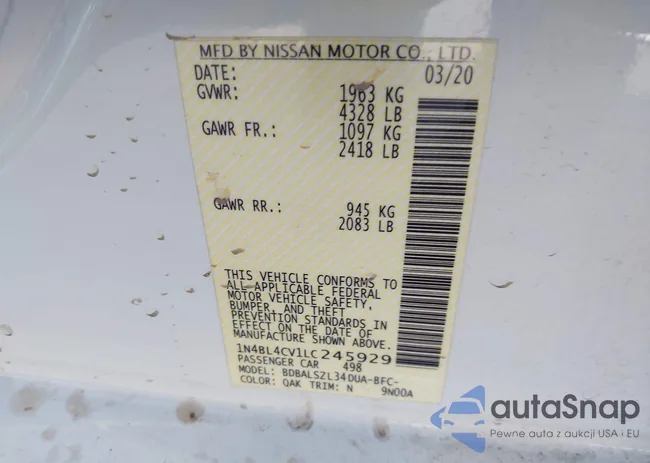 MFD BY NISSAN MOTOR CO., LTD.
DATE: 03/20
GVWR: 1963 KG
4328 LB
GAWR FR.: 1097 KG
2418 LB
GAWR RR.: 945 KG
2083 LB
THIS VEHICLE CONFORMS TO
ALL APPLICABLE FEDERAL
MOTOR VEHICLE SAFETY,
BUMPER, AND THEFT
PREVENTION STANDARDS IN
EFFECT ON THE DATE OF
MANUFACTURE SHOWN ABOVE.
1N4BL4CV1LC245929
PASSENGER CAR 498
MODEL: BDBALSZL34DUA-BFC-
COLOR: QAK TRIM: N 9N00A
autoSnap
Pewne auta z aukcji USA i EU